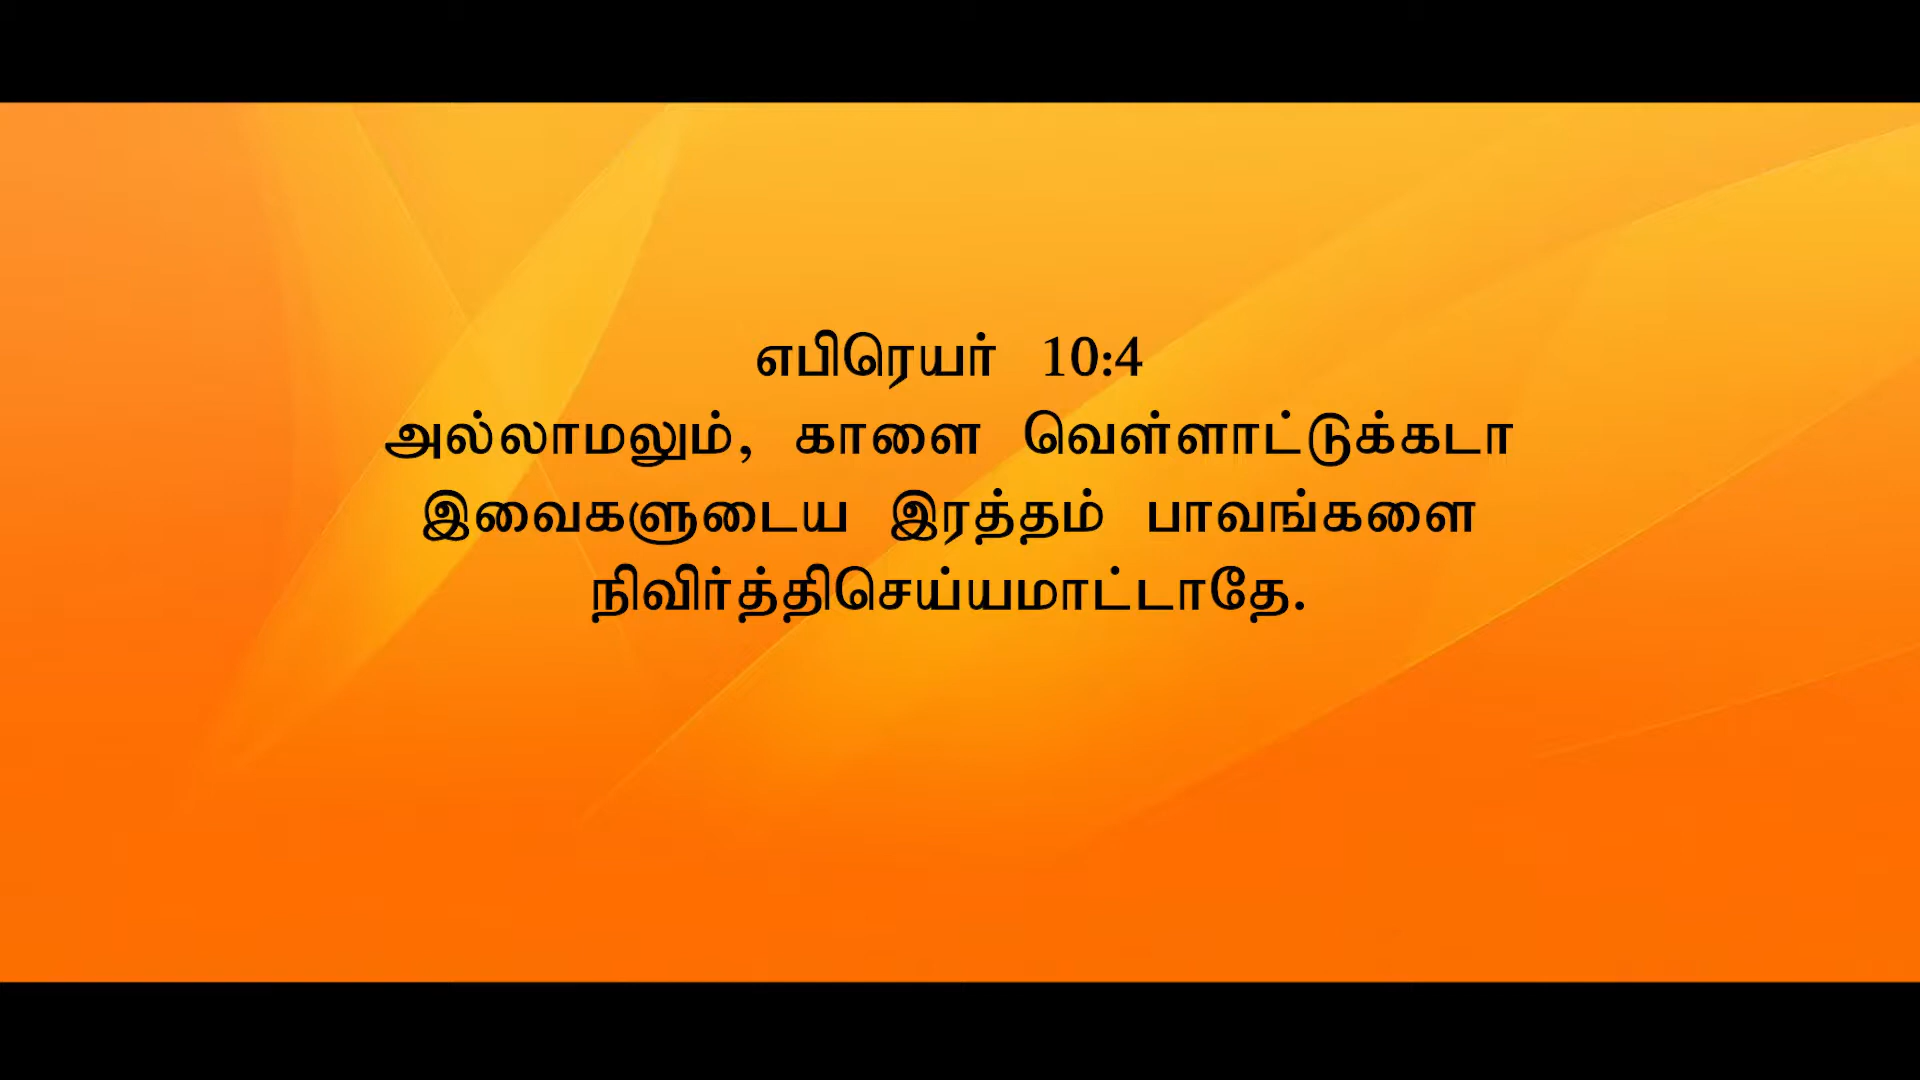 எபிரெயர் 10:4
அல்லாமலும், காளை வெள்ளாட்டுக்கடா
இவைகளுடைய இரத்தம் பாவங்களை
நிவிர்த்திசெய்யமாட்டாதே.